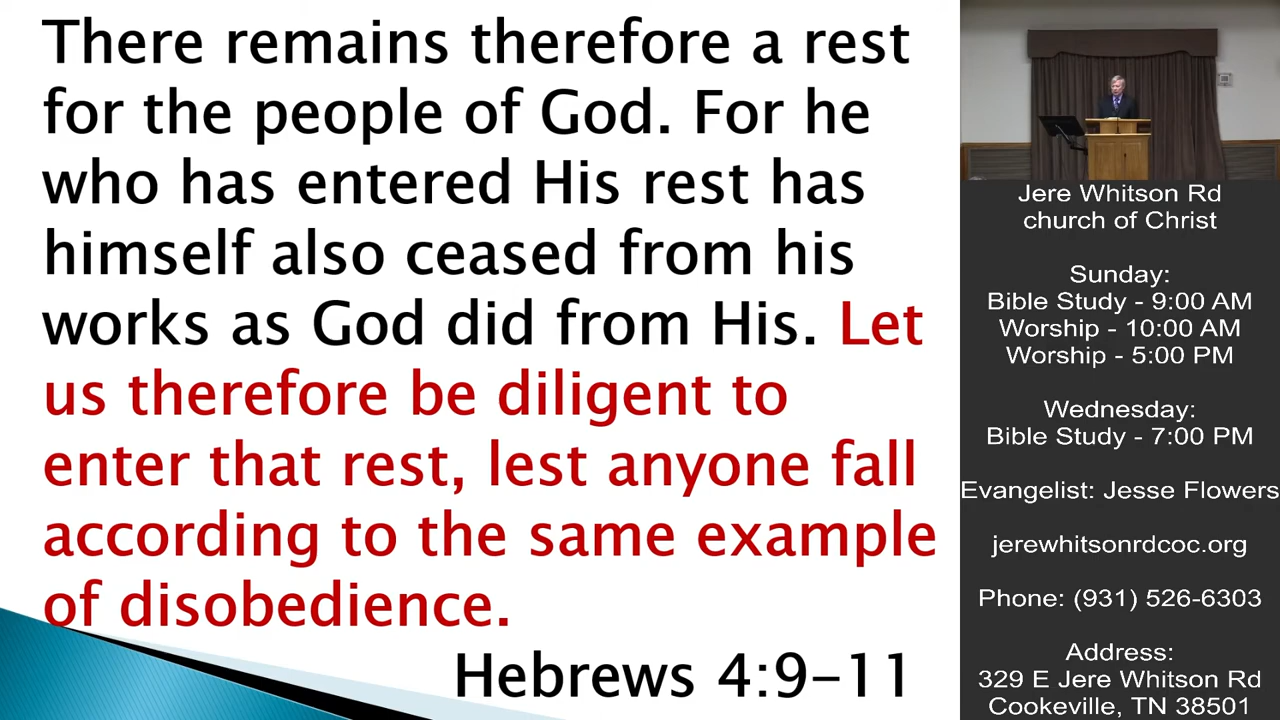 There remains therefore a rest
for the people of God. For he
who has entered His rest has
himself also ceased from his
works as God did from His. Let
us therefore be diligent to
enter that rest, lest anyone fall
according to the same example
of disobedience.
Hebrews 4:9-11
Jere Whitson Rd
church of Christ
Sunday:
Bible Study - 9:00 AM
Worship - 10:00 AM
Worship - 5:00 PM
Wednesday:
Bible Study - 7:00 PM
Evangelist: Jesse Flowers
jerewhitsonrdcoc.org
Phone: (931) 526-6303
Address:
329 E Jere Whitson Rd
Cookeville, TN 38501